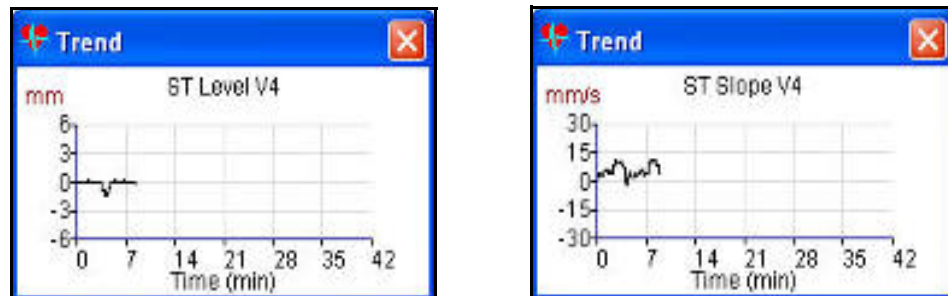 Trend
mm
ST Level V4
6
3
0
-3
-6
0 7 14 21 28 35 42
Time (min)
Trend
mm/s
ST Slope V4
30
15
0
-15
-30
0 7 14 21 28 35 42
Time (min)